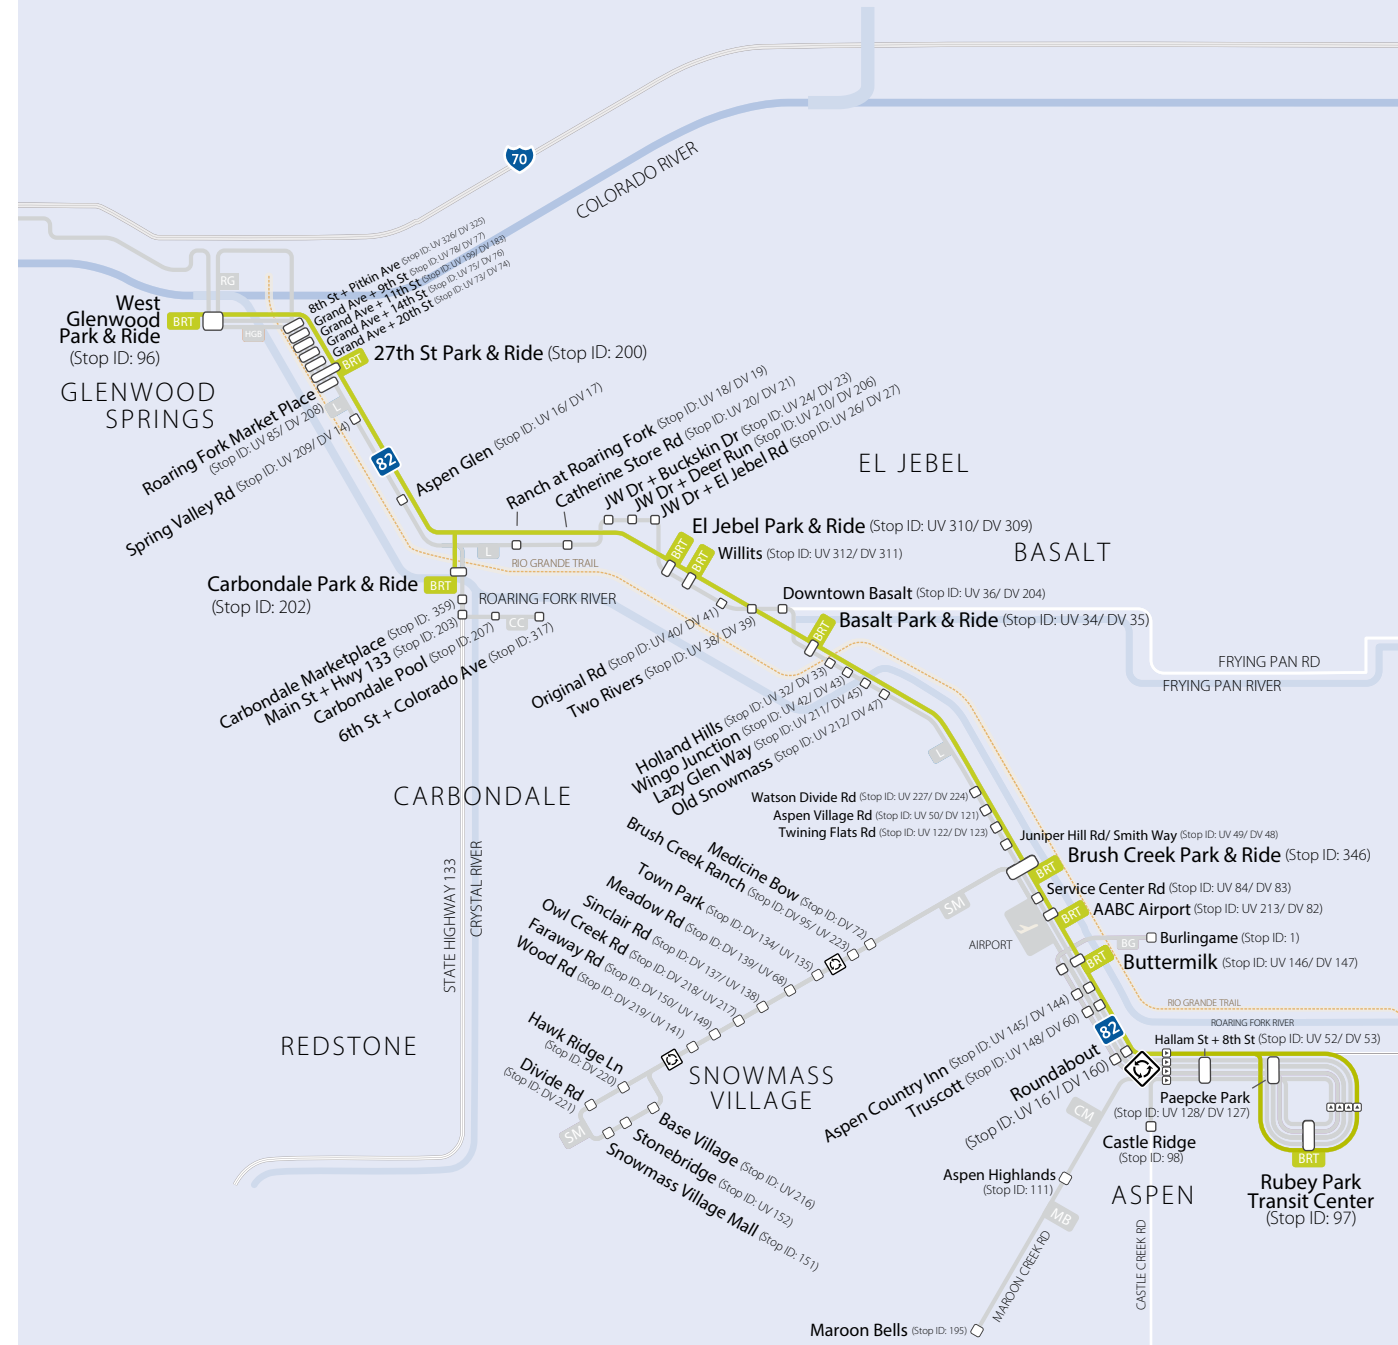 70
COLORADO RIVER
8th St + Pitkin Ave (Stop ID: UV 326/ DV 325)
Grand Ave + 9th St (Stop ID: UV 78/ DV 77)
Grand Ave + 11th St (Stop ID: UV 199/ DV 183)
Grand Ave + 14th St (Stop ID: UV 75/ DV 76)
Grand Ave + 20th St (Stop ID: UV 73/ DV 74)
RG
HGB
West
Glenwood
Park & Ride
(Stop ID: 96)
BRT
BRT
27th St Park & Ride (Stop ID: 200)
GLENWOOD
SPRINGS
Roaring Fork Market Place
(Stop ID: UV 85/ DV 208)
L
Spring Valley Rd (Stop ID: UV 209/ DV 14)
82
Aspen Glen (Stop ID: UV 16/ DV 17)
Ranch at Roaring Fork (Stop ID: UV 18/ DV 19)
Catherine Store Rd (Stop ID: UV 20/ DV 21)
JW Dr + Buckskin Dr (Stop ID: UV 24/ DV 23)
JW Dr + Deer Run (Stop ID: UV 210/ DV 206)
JW Dr + El Jebel Rd (Stop ID: UV 26/ DV 27)
EL JEBEL
El Jebel Park & Ride (Stop ID: UV 310/ DV 309)
BRT
BRT
Willits (Stop ID: UV 312/ DV 311)
BASALT
L
RIO GRANDE TRAIL
Carbondale Park & Ride
(Stop ID: 202)
BRT
ROARING FORK RIVER
CC
Downtown Basalt (Stop ID: UV 36/ DV 204)
Basalt Park & Ride (Stop ID: UV 34/ DV 35)
BRT
FRYING PAN RD
FRYING PAN RIVER
Carbondale Marketplace (Stop ID: 359)
Main St + Hwy 133 (Stop ID: 203)
Carbondale Pool (Stop ID: 207)
6th St + Colorado Ave (Stop ID: 317)
Original Rd (Stop ID: UV 40/ DV 41)
Two Rivers (Stop ID: UV 38/ DV 39)
Holland Hills (Stop ID: UV 32/ DV 33)
Wingo Junction (Stop ID: UV 42/ DV 43)
Lazy Glen Way (Stop ID: UV 211/ DV 45)
Old Snowmass (Stop ID: UV 212/ DV 47)
L
CARBONDALE
Watson Divide Rd (Stop ID: UV 227/ DV 224)
Aspen Village Rd (Stop ID: UV 50/ DV 121)
Twining Flats Rd (Stop ID: UV 122/ DV 123)
Juniper Hill Rd/ Smith Way (Stop ID: UV 49/ DV 48)
Brush Creek Park & Ride (Stop ID: 346)
BRT
Service Center Rd (Stop ID: UV 84/ DV 83)
AABC Airport (Stop ID: UV 213/ DV 82)
BRT
AIRPORT
BG
Burlingame (Stop ID: 1)
Buttermilk (Stop ID: UV 146/ DV 147)
BRT
STATE HIGHWAY 133
CRYSTAL RIVER
Medicine Bow (Stop ID: DV 72)
Brush Creek Ranch (Stop ID: DV 95/ UV 223)
Town Park (Stop ID: DV 134/ UV 135)
Meadow Rd (Stop ID: DV 139/ UV 68)
Sinclair Rd (Stop ID: DV 137/ UV 138)
Owl Creek Rd (Stop ID: DV 218/ UV 217)
Faraway Rd (Stop ID: DV 150/ UV 149)
Wood Rd (Stop ID: DV 219/ UV 141)
SM
Hawk Ridge Ln
(Stop ID: DV 220)
Divide Rd
(Stop ID: DV 221)
SM
REDSTONE
SNOWMASS
VILLAGE
Base Village (Stop ID: UV 216)
Stonebridge (Stop ID: UV 152)
Snowmass Village Mall (Stop ID: 151)
RIO GRANDE TRAIL
ROARING FORK RIVER
82
Aspen Country Inn (Stop ID: UV 145/ DV 144)
Truscott (Stop ID: UV 148/ DV 60)
Roundabout
(Stop ID: UV 161/ DV 160)
Hallam St + 8th St (Stop ID: UV 52/ DV 53)
Paepcke Park
(Stop ID: UV 128/ DV 127)
CM
Castle Ridge
(Stop ID: 98)
BRT
Rubey Park
Transit Center
(Stop ID: 97)
Aspen Highlands
(Stop ID: 111)
ASPEN
MB
MAROON CREEK RD
CASTLE CREEK RD
Maroon Bells (Stop ID: 195)